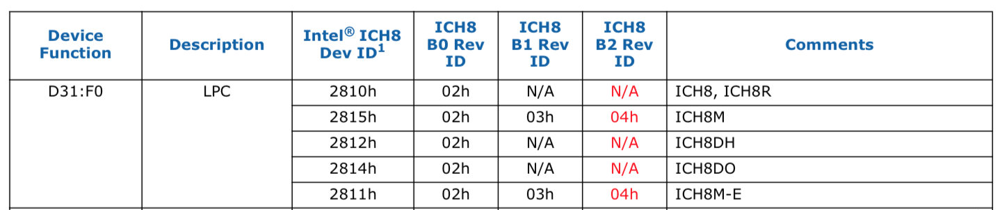 Device Function | Description | Intel® ICH8 Dev ID¹ | ICH8 B0 Rev ID | ICH8 B1 Rev ID | ICH8 B2 Rev ID | Comments
D31:F0 | LPC | 2810h | 02h | N/A | N/A | ICH8, ICH8R
2815h | 02h | 03h | 04h | ICH8M
2812h | 02h | N/A | N/A | ICH8DH
2814h | 02h | N/A | N/A | ICH8DO
2811h | 02h | 03h | 04h | ICH8M-E